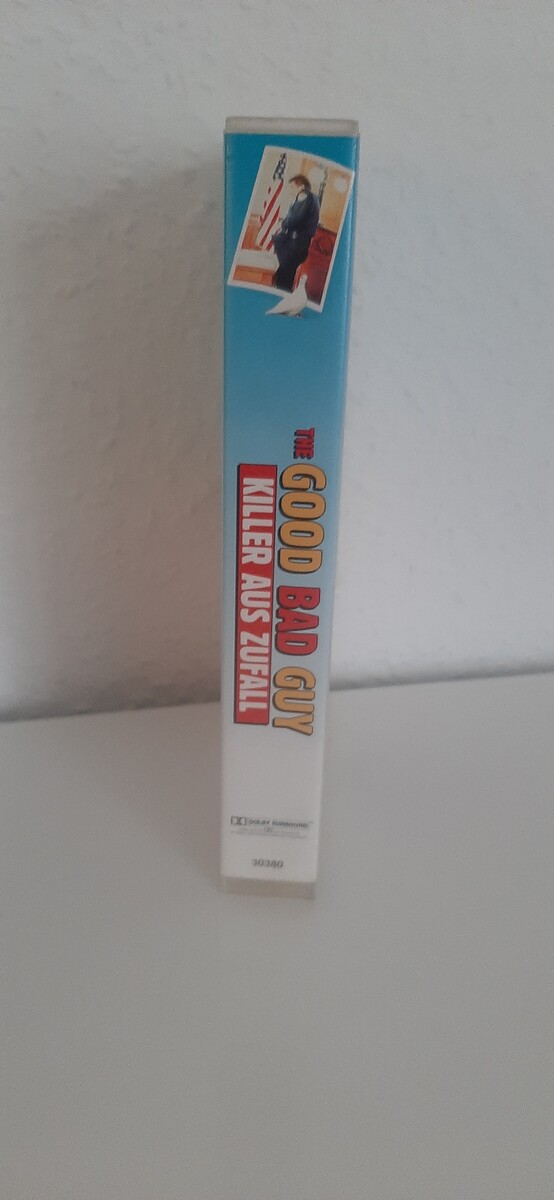 THE
GOOD BAD GUY
KILLER AUS ZUFALL
DOLBY SURROUND
30380